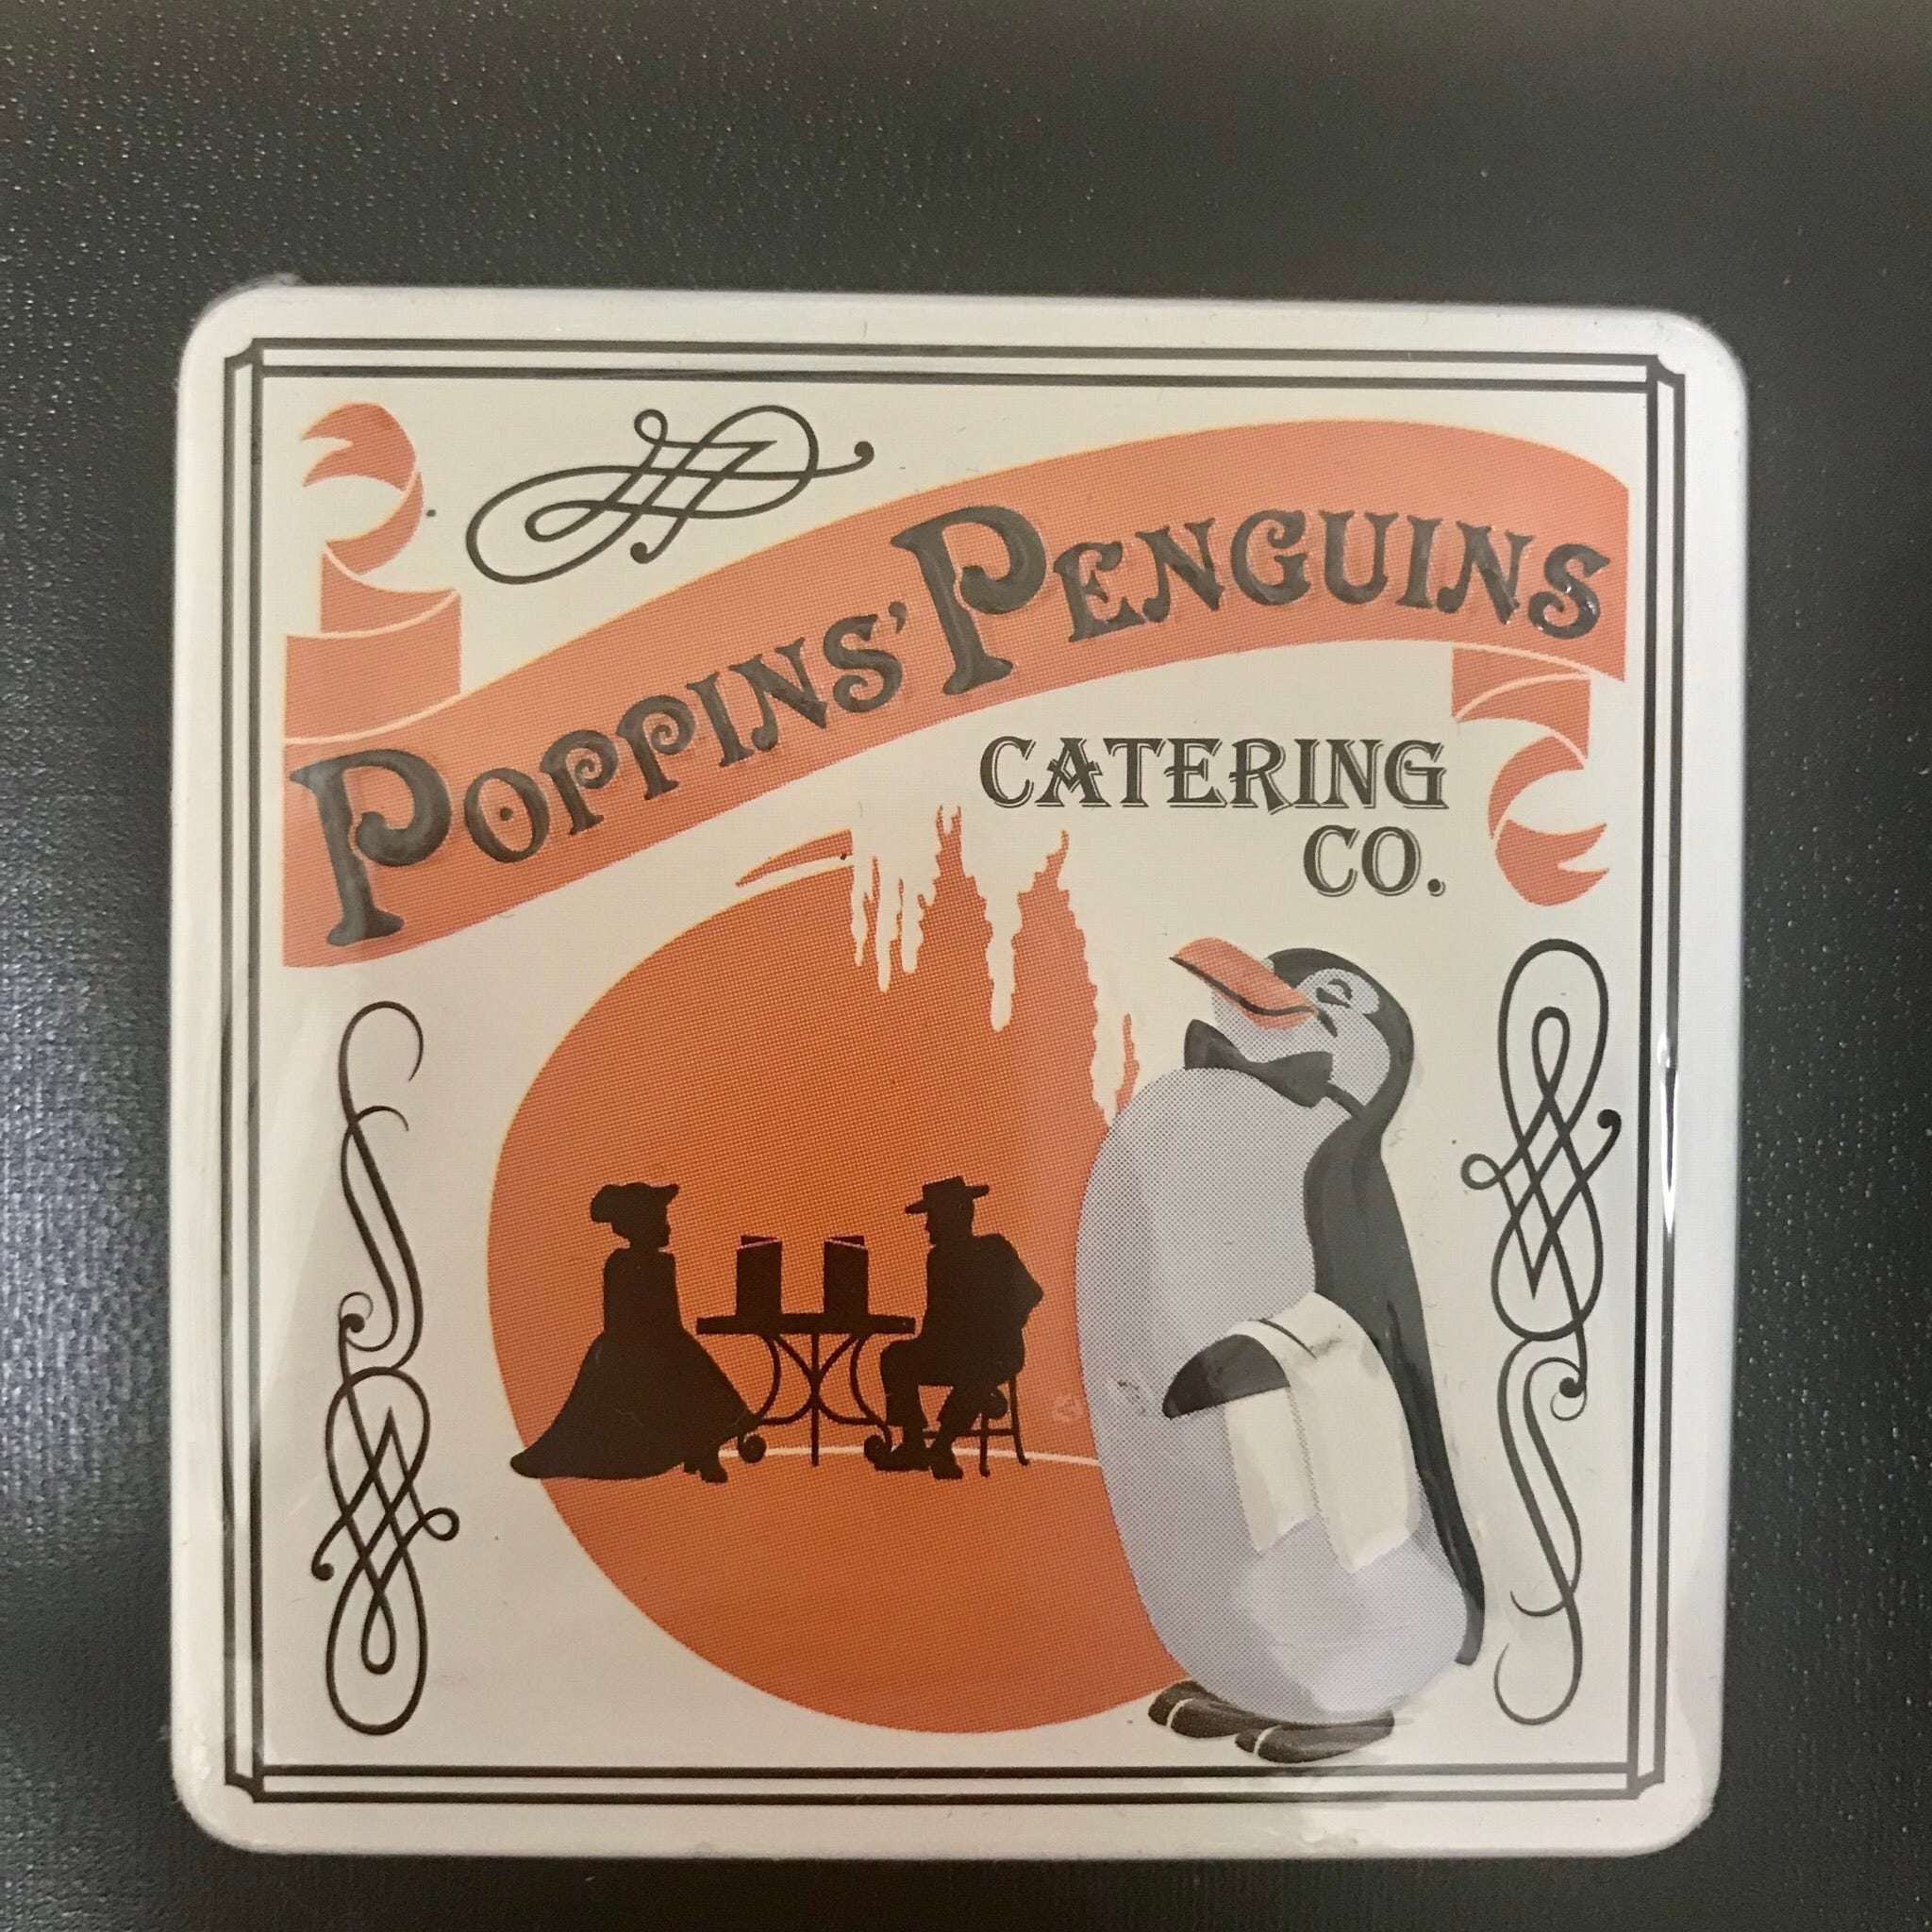 POPPINS' PENGUINS
CATERING
CO.